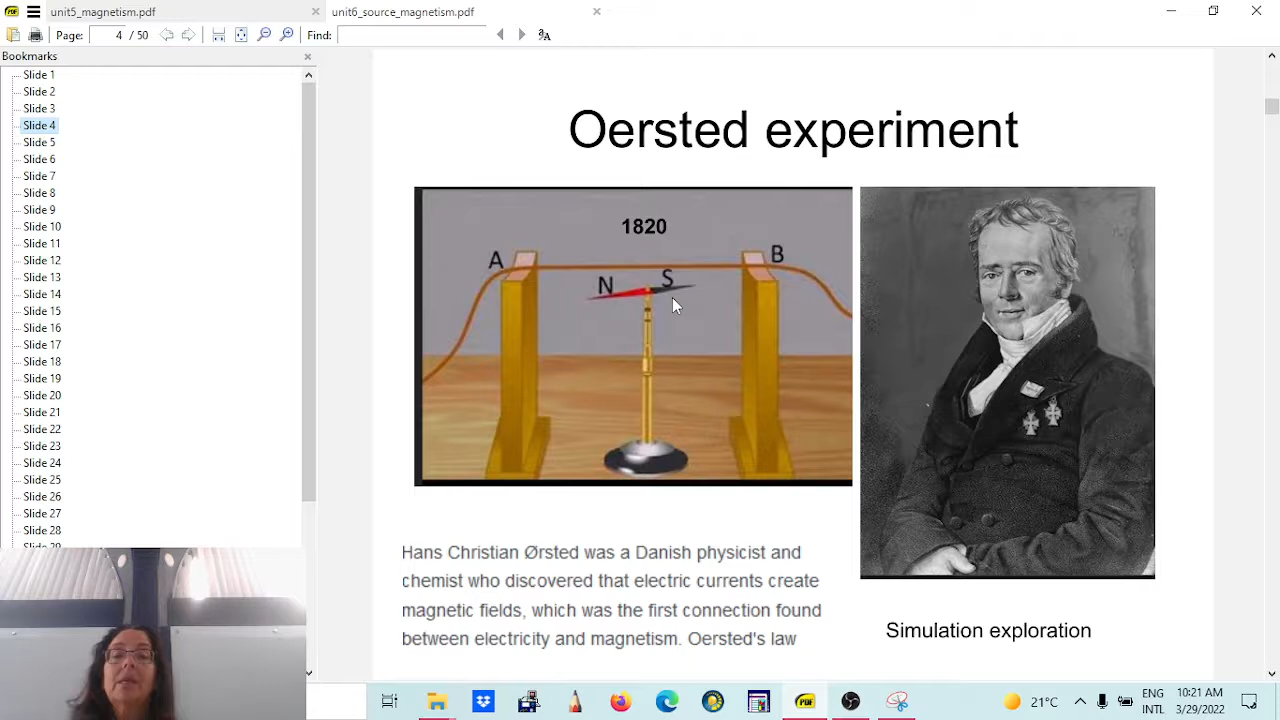 unit5_magnetism.pdf
unit6_source_magnetism.pdf
Page: 4 / 50
Find:
Bookmarks
Slide 1
Slide 2
Slide 3
Slide 4
Slide 5
Slide 6
Slide 7
Slide 8
Slide 9
Slide 10
Slide 11
Slide 12
Slide 13
Slide 14
Slide 15
Slide 16
Slide 17
Slide 18
Slide 19
Slide 20
Slide 21
Slide 22
Slide 23
Slide 24
Slide 25
Slide 26
Slide 27
Slide 28
Slide 29
Oersted experiment
1820
A
B
N
S
Hans Christian Ørsted was a Danish physicist and
chemist who discovered that electric currents create
magnetic fields, which was the first connection found
between electricity and magnetism. Oersted's law
Simulation exploration
PDF
21°C
ENG
INTL
10:21 AM
3/29/2022